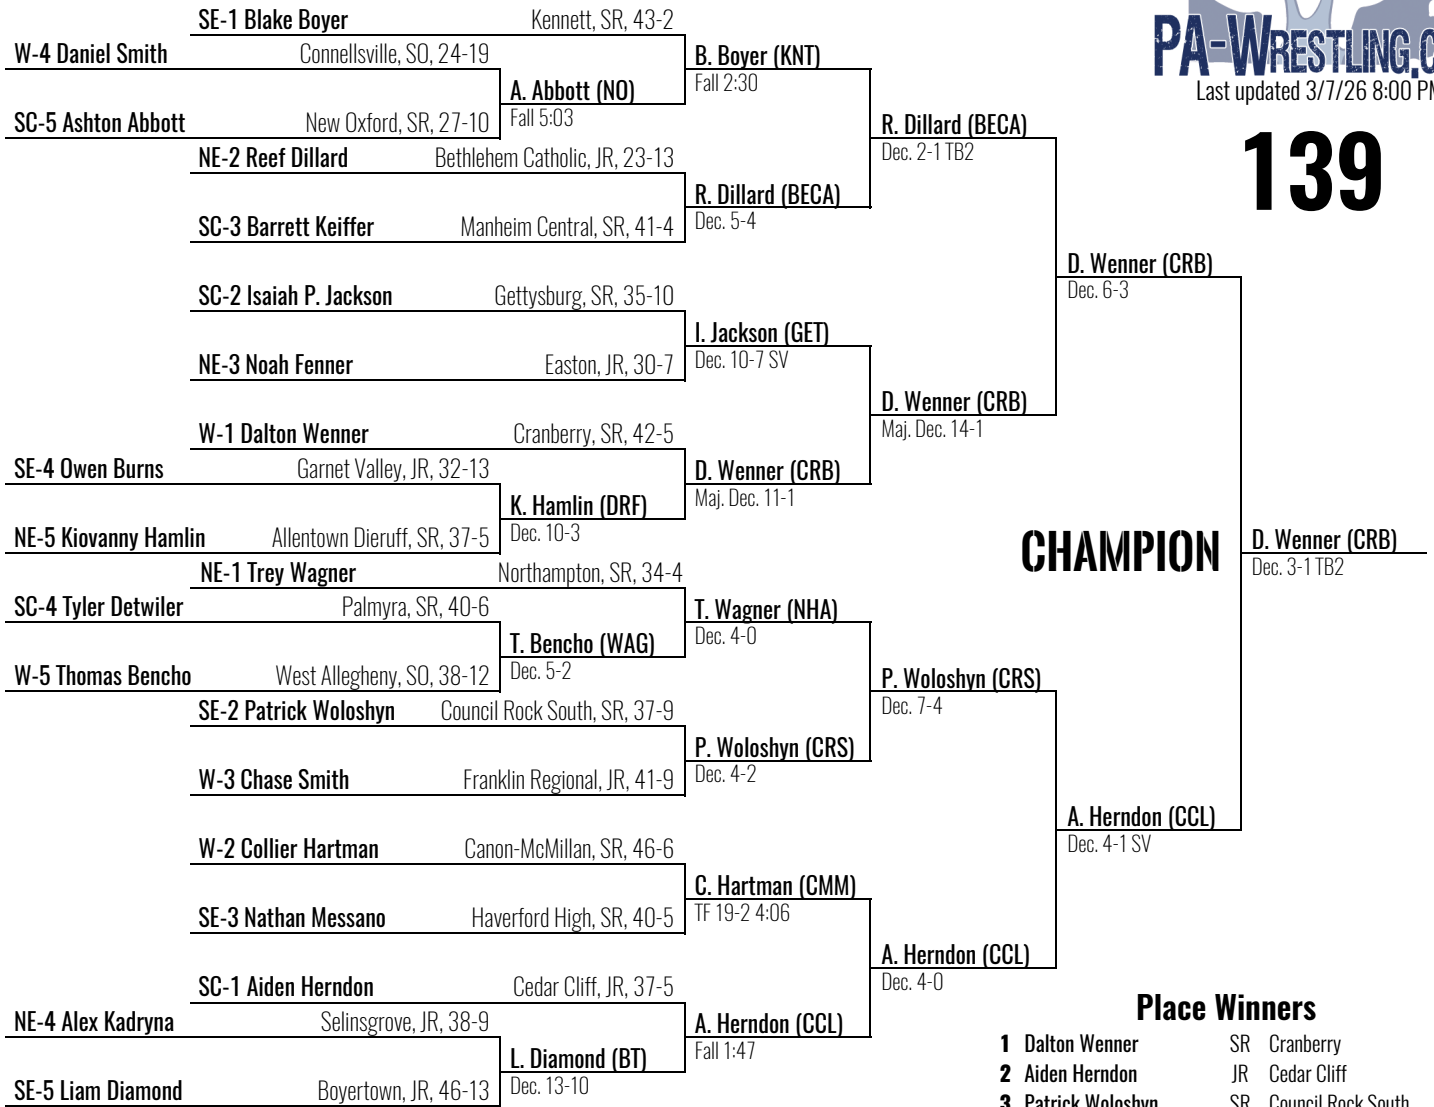 SE-1 Blake Boyer Kennett, SR, 43-2
W-4 Daniel Smith Connellsville, SO, 24-19
B. Boyer (KNT)
Fall 2:30
A. Abbott (NO)
Fall 5:03
SC-5 Ashton Abbott New Oxford, SR, 27-10
R. Dillard (BECA)
Dec. 2-1 TB2
NE-2 Reef Dillard Bethlehem Catholic, JR, 23-13
R. Dillard (BECA)
Dec. 5-4
SC-3 Barrett Keiffer Manheim Central, SR, 41-4
D. Wenner (CRB)
Dec. 6-3
SC-2 Isaiah P. Jackson Gettysburg, SR, 35-10
I. Jackson (GET)
Dec. 10-7 SV
NE-3 Noah Fenner Easton, JR, 30-7
D. Wenner (CRB)
Maj. Dec. 14-1
W-1 Dalton Wenner Cranberry, SR, 42-5
SE-4 Owen Burns Garnet Valley, JR, 32-13
D. Wenner (CRB)
Maj. Dec. 11-1
K. Hamlin (DRF)
Dec. 10-3
NE-5 Kiovanny Hamlin Allentown Dieruff, SR, 37-5
CHAMPION
D. Wenner (CRB)
Dec. 3-1 TB2
NE-1 Trey Wagner Northampton, SR, 34-4
SC-4 Tyler Detwiler Palmyra, SR, 40-6
T. Wagner (NHA)
Dec. 4-0
T. Bencho (WAG)
Dec. 5-2
W-5 Thomas Bencho West Allegheny, SO, 38-12
P. Woloshyn (CRS)
Dec. 7-4
SE-2 Patrick Woloshyn Council Rock South, SR, 37-9
P. Woloshyn (CRS)
Dec. 4-2
W-3 Chase Smith Franklin Regional, JR, 41-9
A. Herndon (CCL)
Dec. 4-1 SV
W-2 Collier Hartman Canon-McMillan, SR, 46-6
C. Hartman (CMM)
TF 19-2 4:06
SE-3 Nathan Messano Haverford High, SR, 40-5
A. Herndon (CCL)
Dec. 4-0
SC-1 Aiden Herndon Cedar Cliff, JR, 37-5
NE-4 Alex Kadryna Selinsgrove, JR, 38-9
A. Herndon (CCL)
Fall 1:47
L. Diamond (BT)
Dec. 13-10
SE-5 Liam Diamond Boyertown, JR, 46-13
PA-WRESTLING.C
Last updated 3/7/26 8:00 PM
139
Place Winners
1 Dalton Wenner SR Cranberry
2 Aiden Herndon JR Cedar Cliff
3 Patrick Woloshyn SR Council Rock South